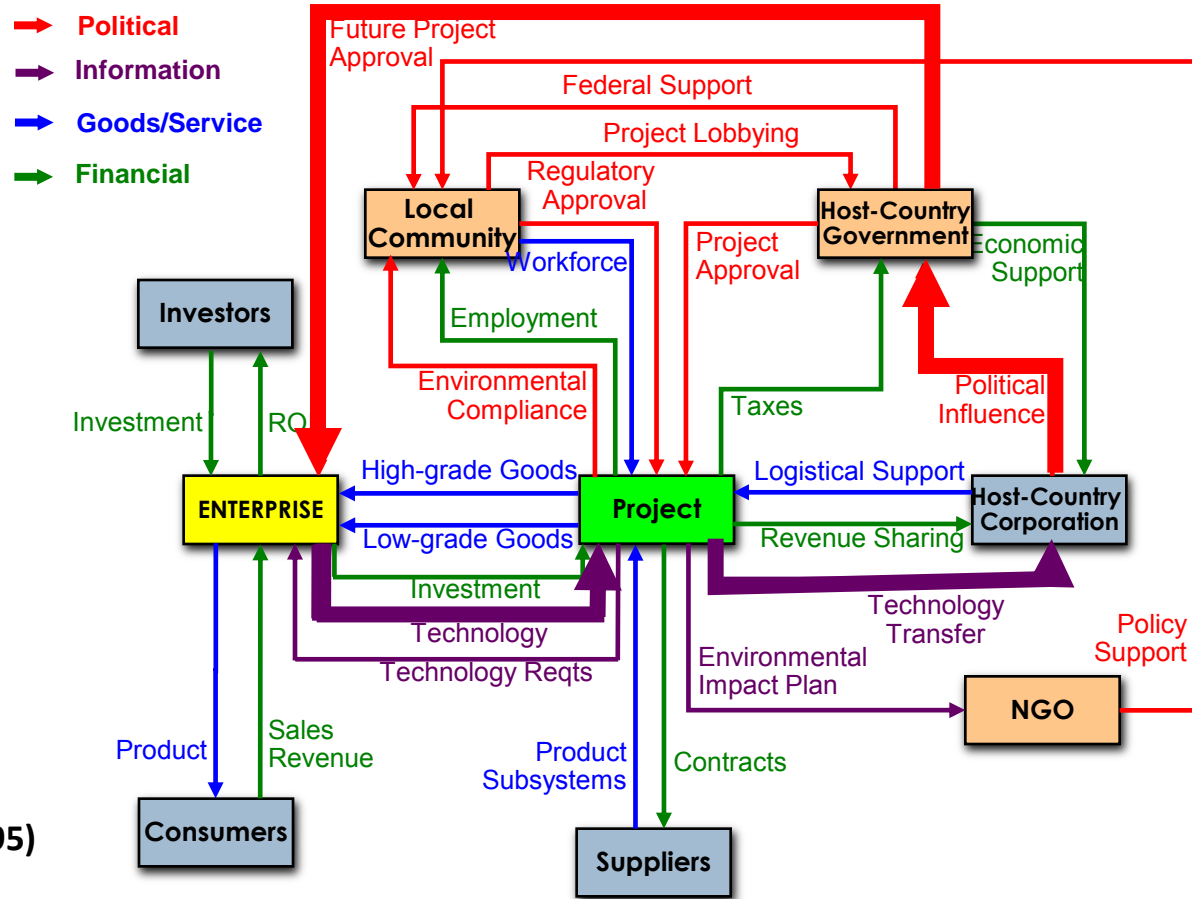 Political
Information
Goods/Service
Financial
Future Project
Approval
Federal Support
Project Lobbying
Regulatory
Approval
Local
Community
Host-Country
Government
Workforce
Project
Approval
Economic
Support
Investors
Employment
Environmental
Compliance
Taxes
Political
Influence
Investment
RO
High-grade Goods
Logistical Support
ENTERPRISE
Project
Host-Country
Corporation
Low-grade Goods
Revenue Sharing
Investment
Technology
Technology Reqts
Technology
Transfer
Environmental
Impact Plan
Policy
Support
NGO
Product
Sales
Revenue
Product
Subsystems
Contracts
Consumers
Suppliers
95)